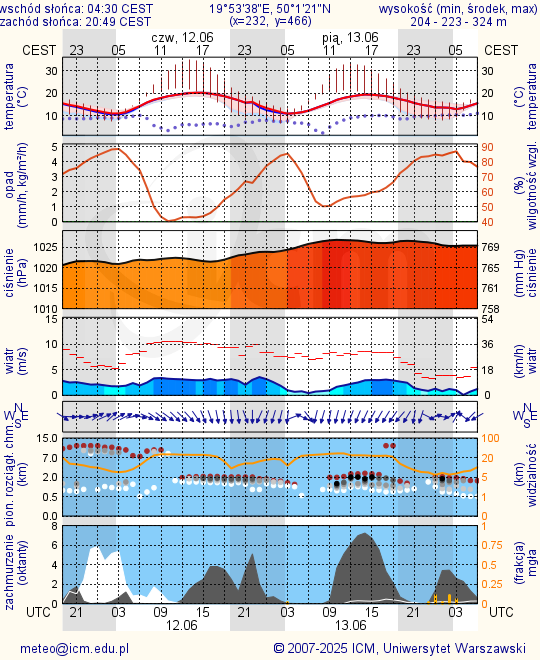 wschód słońca: 04:30 CEST 19°53'38"E, 50°1'21"N wysokość (min, środek, max)
zachód słońca: 20:49 CEST (x=232, y=466) 204 - 223 - 324 m
czw, 12.06 pią, 13.06
CEST 23 05 11 17 23 05 11 17 23 05 CEST
temperatura (°C)
30 30
20 20
10 10
temperatura (°C)
opad (mm/h, kg/m²/h)
5 90
4 80
3 70
2 60
1 50
0 40
(%) wilgotność wzgl.
ciśnienie (hPa)
1025 769
1020 765
1015 761
1010 758
(mm Hg) ciśnienie
wiatr (m/s)
15 54
10 36
5 18
0 0
(km/h) wiatr
N N
W E W E
S S
pion. rozciągł. chm. (km)
15.0 100
7.0 20
2.0 5
0.5 1
0.0 0
(km) widzialność
zachmurzenie (oktanty)
8 1
6 0.75
4 0.5
2 0.25
0 0
(frakcja) mgła
UTC 21 03 09 15 21 03 09 15 21 03 UTC
12.06 13.06
meteo@icm.edu.pl © 2007-2025 ICM, Uniwersytet Warszawski